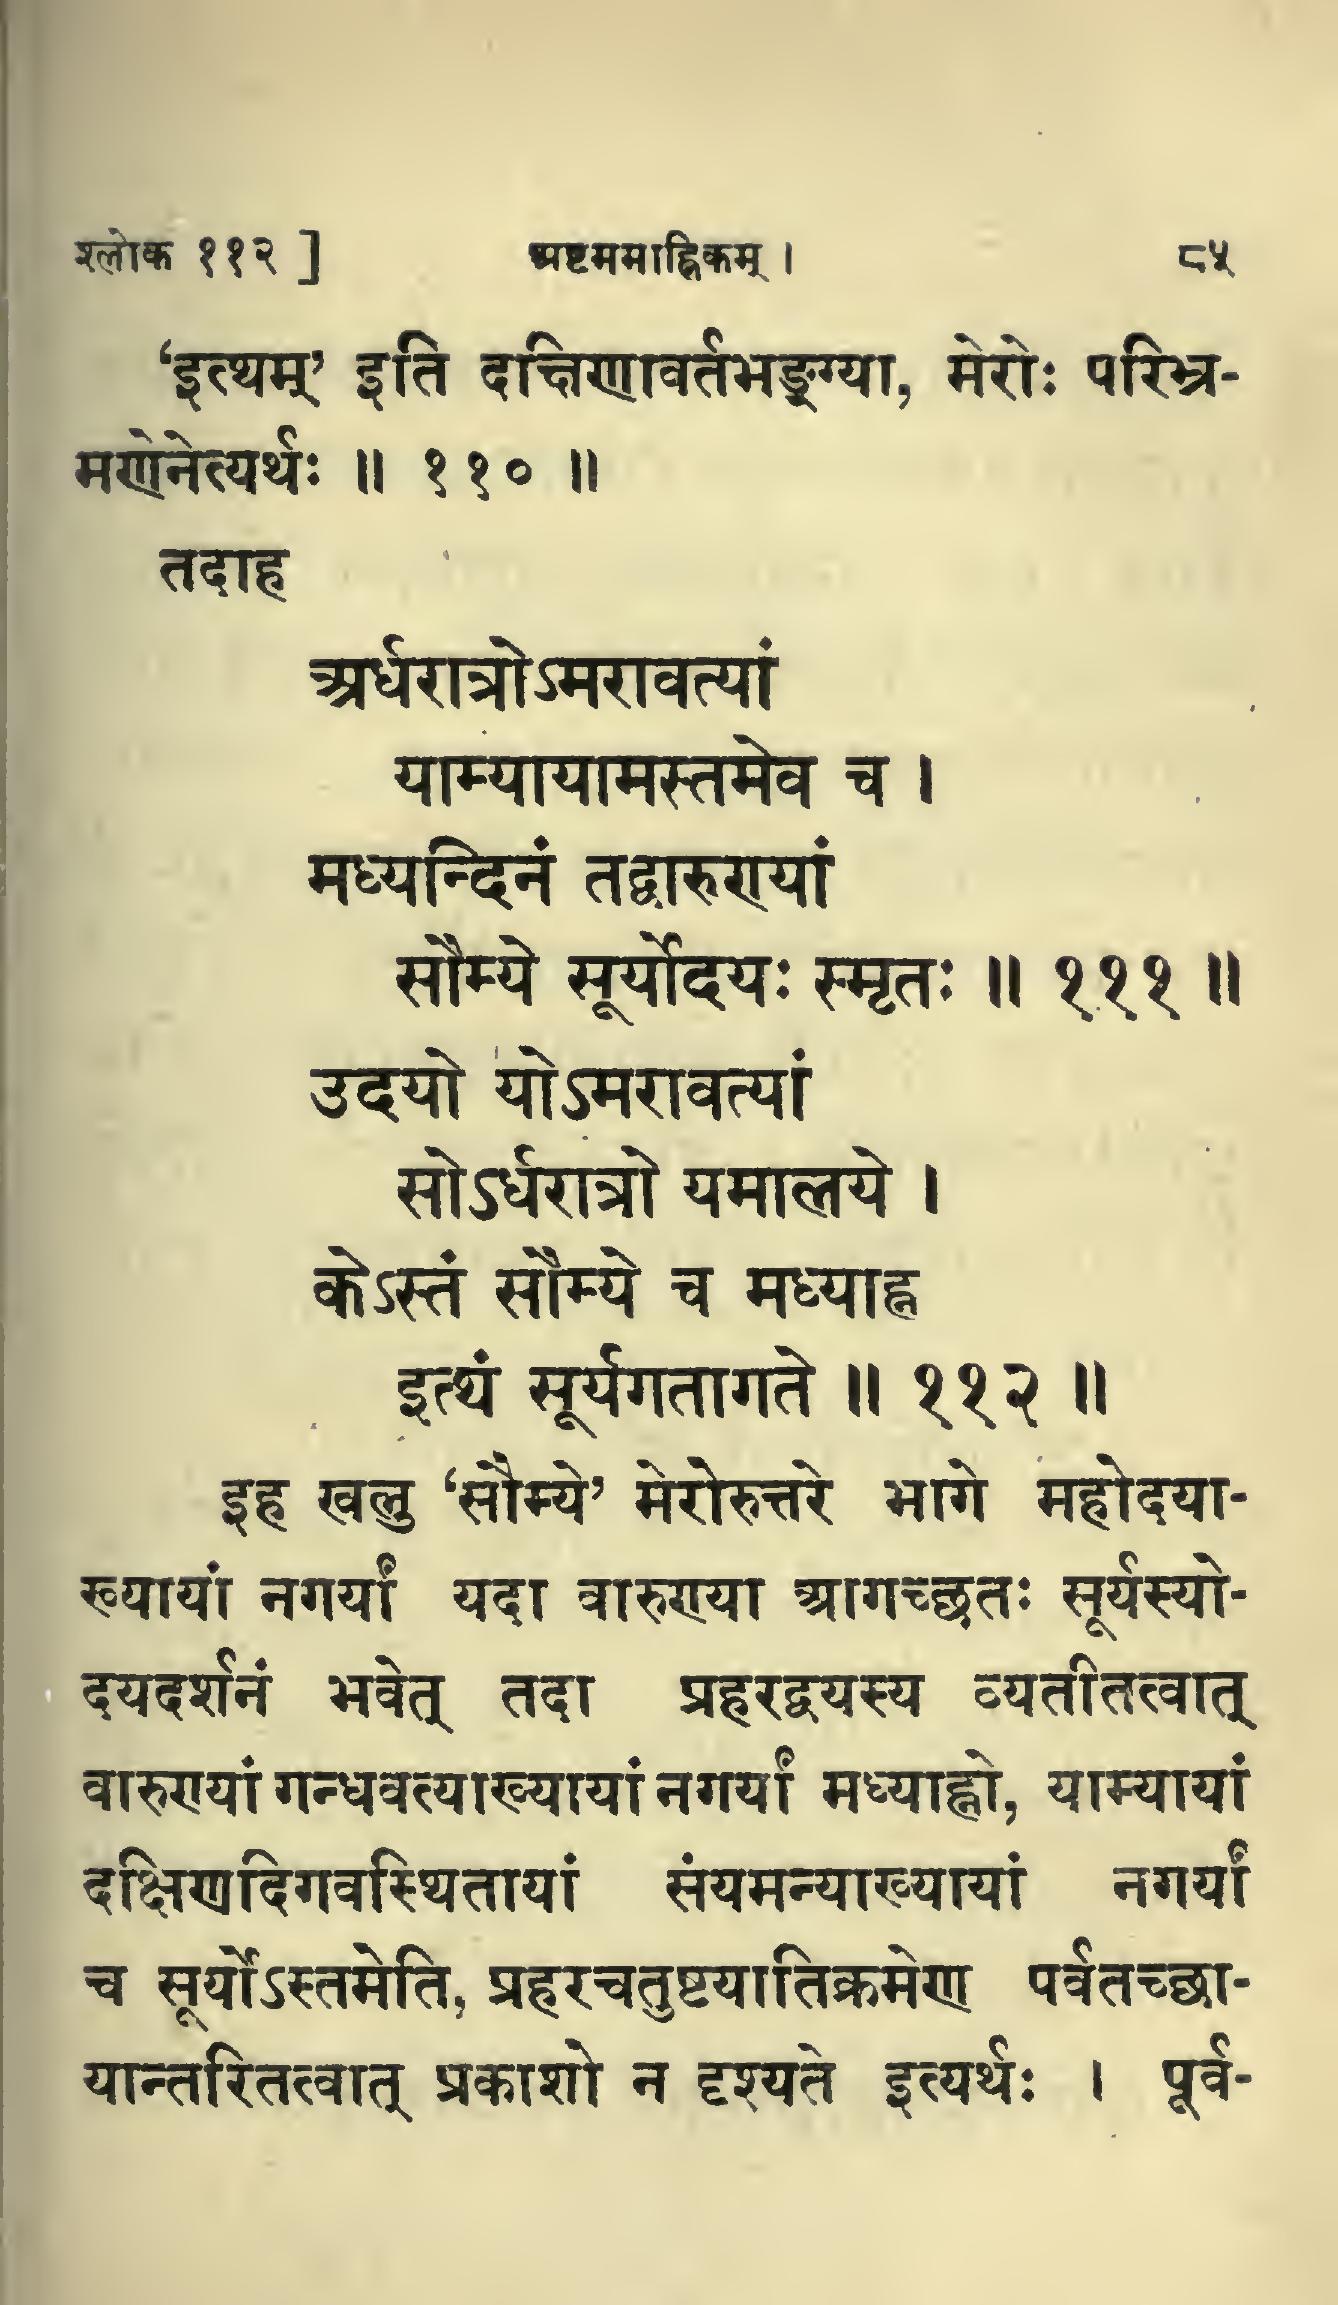 श्लोक ११२ ] अष्टममाह्निकम् । ८५
‘इत्थम्’ इति दक्षिणावर्तभङ्ग्या, मेरोः परिभ्र-
मणेनेत्यर्थः ॥ ११० ॥
तदाह
अर्धरात्रोऽमरावत्यां
याम्यायामस्तमेव च ।
मध्यन्दिनं तद्वारुण्यां
सौम्ये सूर्योदयः स्मृतः ॥ १११ ॥
उदयो योऽमरावत्यां
सोऽर्धरात्रो यमालये ।
केऽस्तं सौम्ये च मध्याह्न
इत्थं सूर्यगतागते ॥ ११२ ॥
इह खलु ‘सौम्ये’ मेरोरुत्तरे भागे महोदया-
ख्यायां नगर्यां यदा वारुण्या आगच्छतः सूर्यस्यो-
दयदर्शनं भवेत् तदा प्रहरद्वयस्य व्यतीतत्वात्
वारुण्यां गन्धवत्याख्यायां नगर्यां मध्याह्नो, याम्यायां
दक्षिणदिगवस्थितायां संयमन्याख्यायां नगर्यां
च सूर्योऽस्तमेति, प्रहरचतुष्टयातिक्रमेण पर्वतच्छा-
यान्तरितत्वात् प्रकाशो न दृश्यते इत्यर्थः । पूर्व-